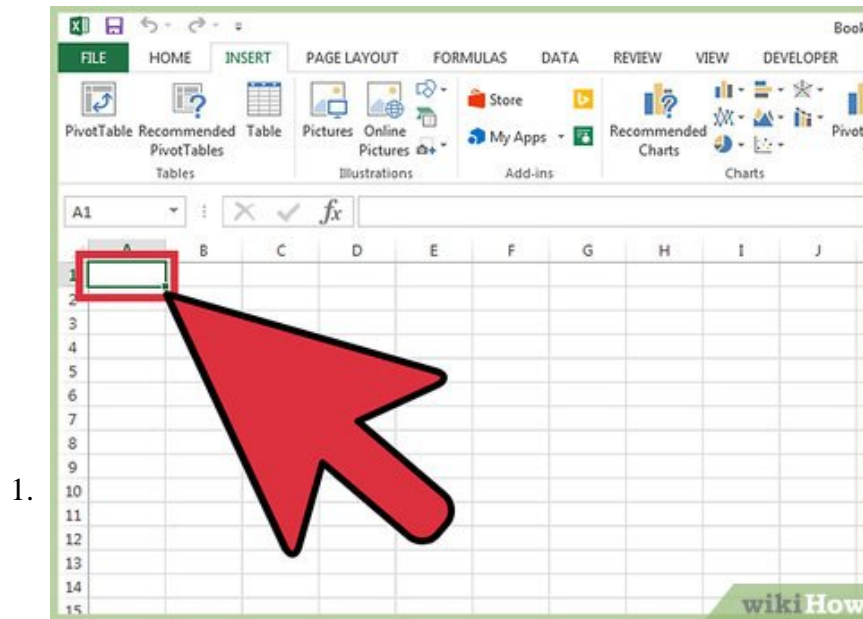 Book
FILE HOME INSERT PAGE LAYOUT FORMULAS DATA REVIEW VIEW DEVELOPER
PivotTable Recommended PivotTables Table Pictures Online Pictures Store My Apps Recommended Charts Pivot
Tables Illustrations Add-ins Charts
A1 fx
A B C D E F G H I J
1
2
3
4
5
6
7
8
9
1. 10
11
12
13
14
15
wikiHow